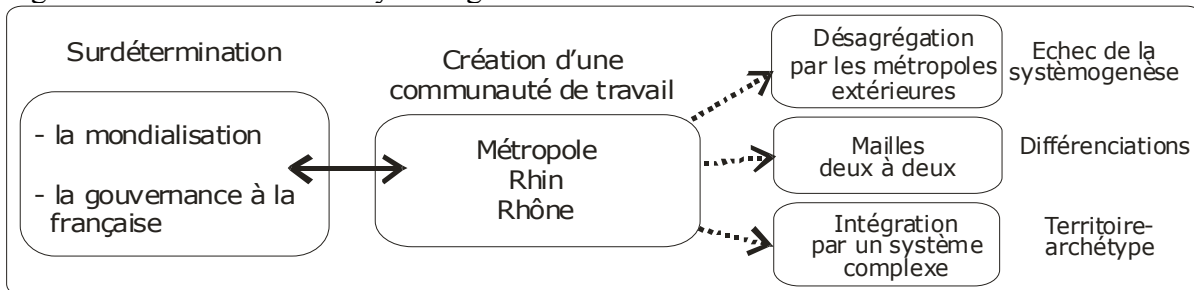 Surdétermination
- la mondialisation
- la gouvernance à la
française
Création d'une
communauté de travail
Métropole
Rhin
Rhône
Désagrégation
par les métropoles
extérieures
Echec de la
systèmogenèse
Mailles
deux à deux
Différenciations
Intégration
par un système
complexe
Territoire-
archétype